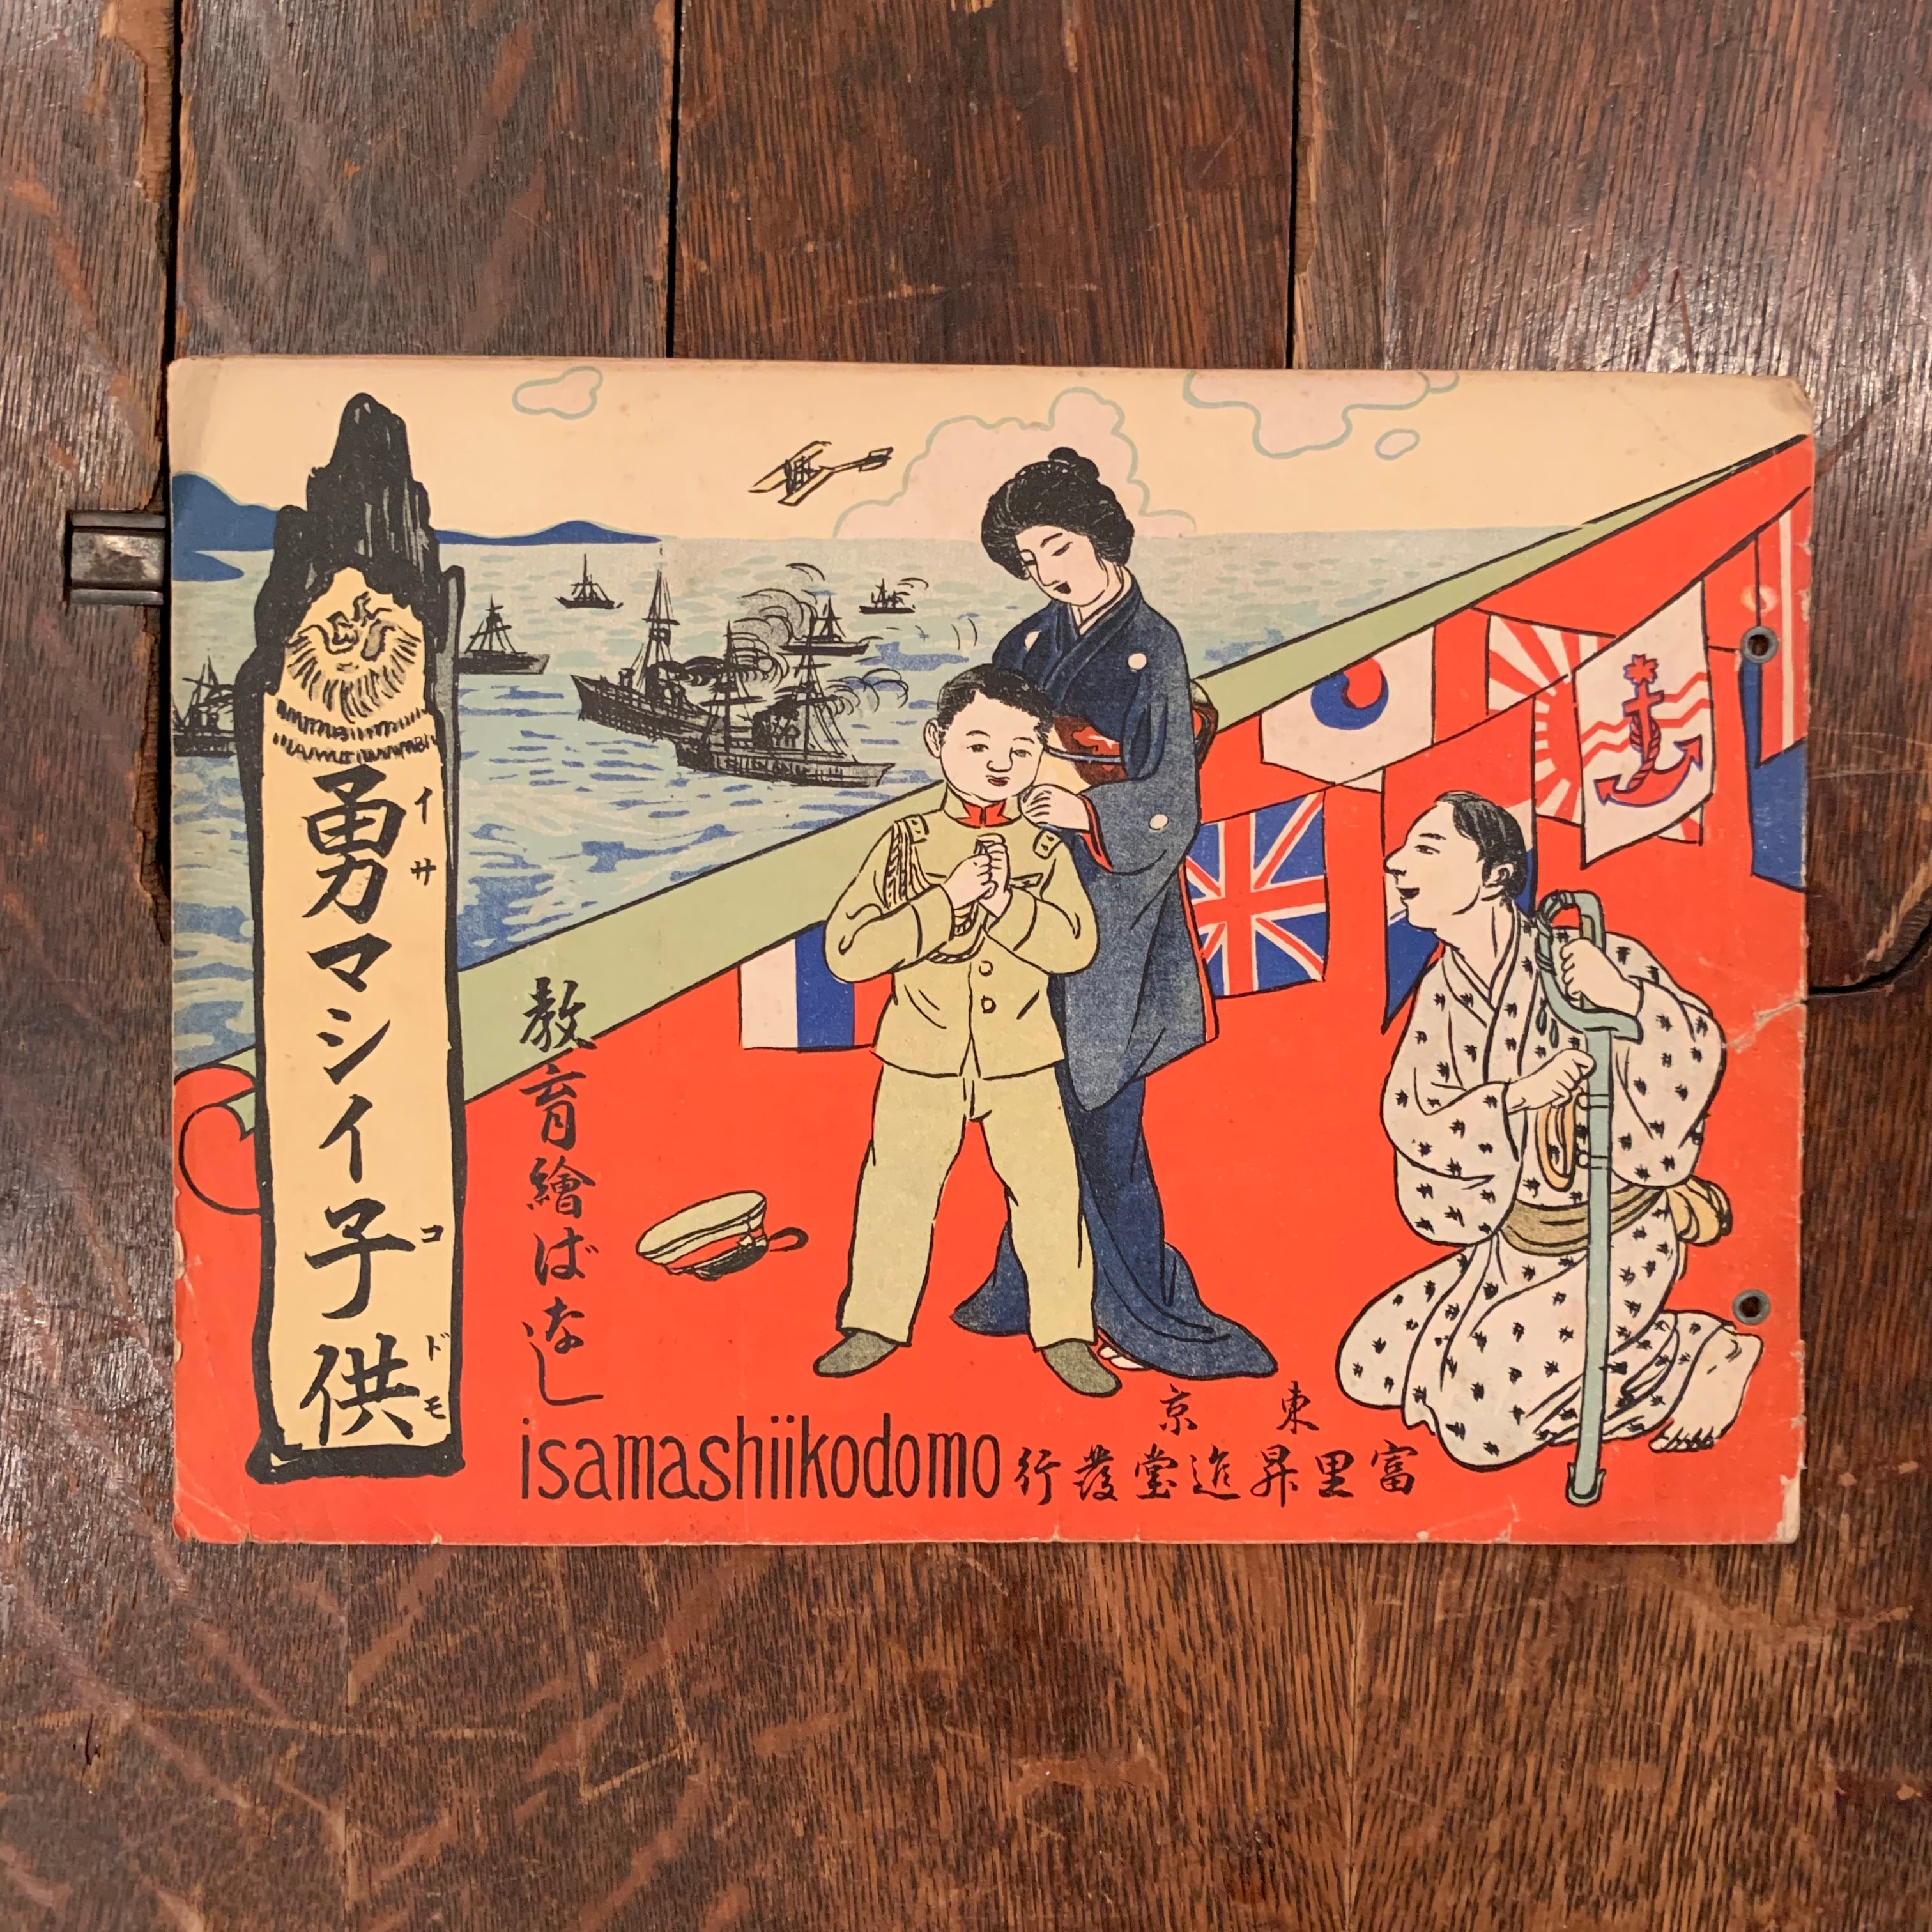 勇マシイ子供
イサ
コドモ
教育繪ばなし
isamashiikodomo
東京
富里昇進堂發行